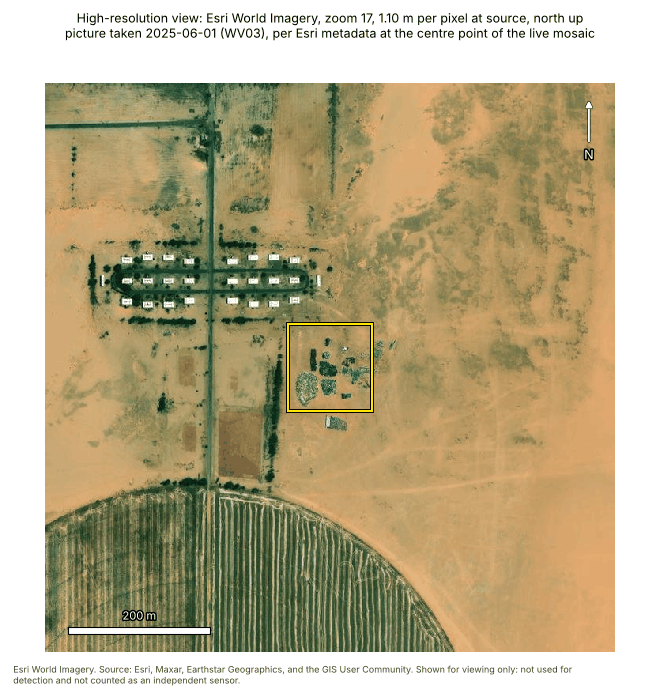 High-resolution view: Esri World Imagery, zoom 17, 1.10 m per pixel at source, north up
picture taken 2025-06-01 (WV03), per Esri metadata at the centre point of the live mosaic
N
200 m
Esri World Imagery. Source: Esri, Maxar, Earthstar Geographics, and the GIS User Community. Shown for viewing only: not used for
detection and not counted as an independent sensor.